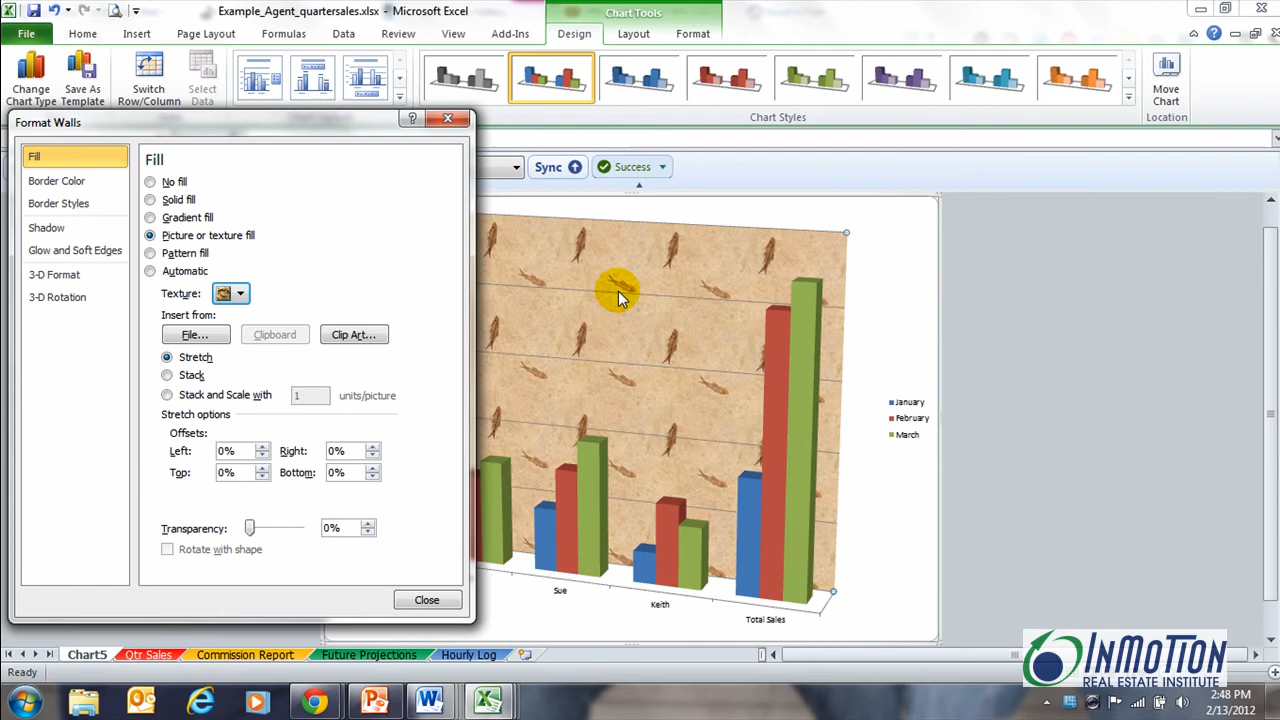 Example_Agent_quartersales.xlsx - Microsoft Excel
Chart Tools
File Home Insert Page Layout Formulas Data Review View Add-Ins Design Layout Format
Change Chart Type
Save As Template
Switch Row/Column
Select Data
Chart Styles
Move Chart
Location
Format Walls
Sync
Success
Fill
Border Color
Border Styles
Shadow
Glow and Soft Edges
3-D Format
3-D Rotation
Fill
No fill
Solid fill
Gradient fill
Picture or texture fill
Pattern fill
Automatic
Texture:
Insert from:
File... Clipboard Clip Art...
Stretch
Stack
Stack and Scale with 1 units/picture
Stretch options
Offsets:
Left: 0% Right: 0%
Top: 0% Bottom: 0%
Transparency: 0%
Rotate with shape
Close
January
February
March
Sue
Keith
Total Sales
Chart5 Qtr Sales Commission Report Future Projections Hourly Log
Ready
InMotion
Real Estate Institute
2:48 PM
2/13/2012